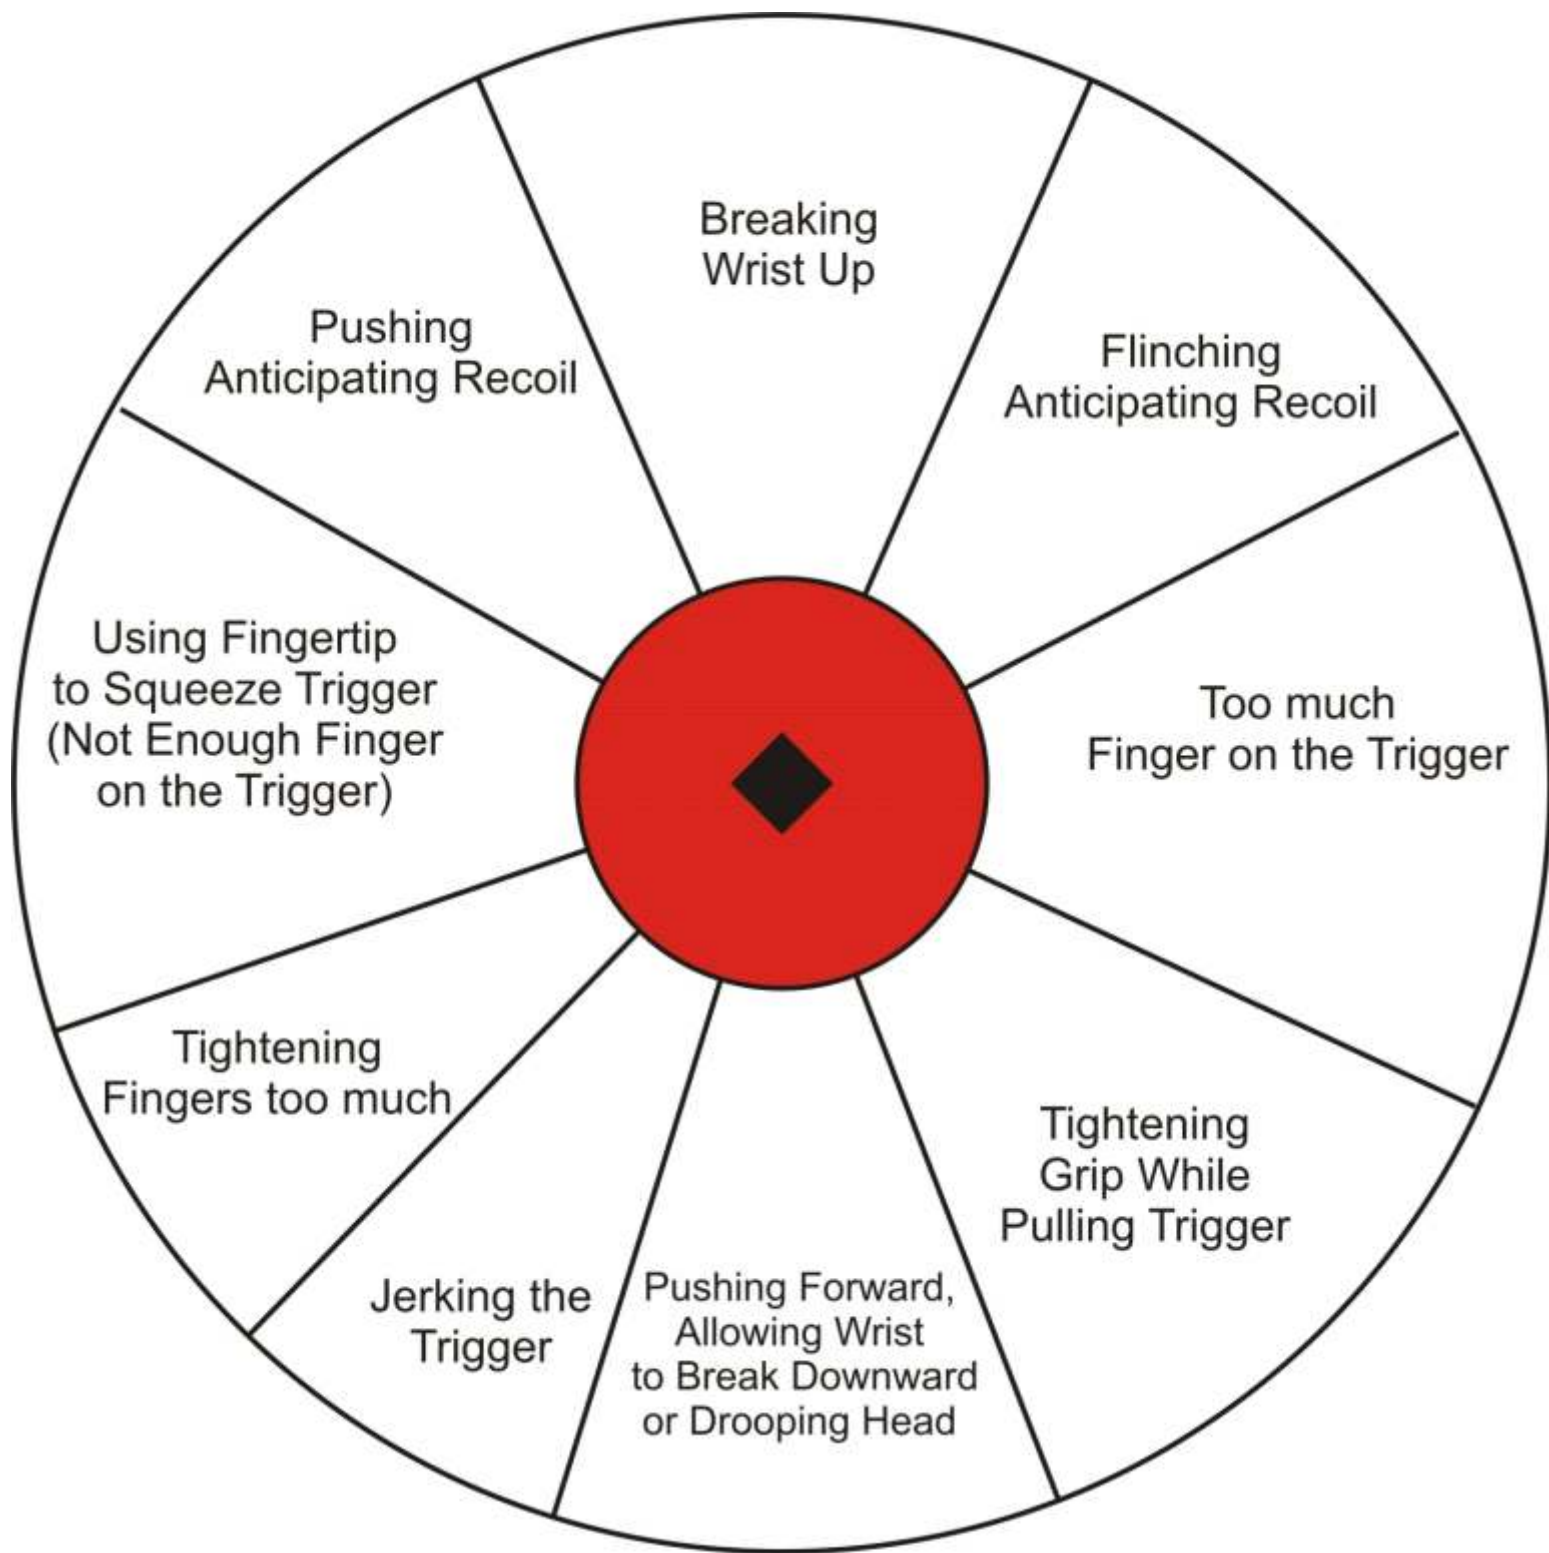 Breaking
Wrist Up
Pushing
Anticipating Recoil
Flinching
Anticipating Recoil
Using Fingertip
to Squeeze Trigger
(Not Enough Finger
on the Trigger)
Too much
Finger on the Trigger
Tightening
Fingers too much
Tightening
Grip While
Pulling Trigger
Jerking the
Trigger
Pushing Forward,
Allowing Wrist
to Break Downward
or Drooping Head